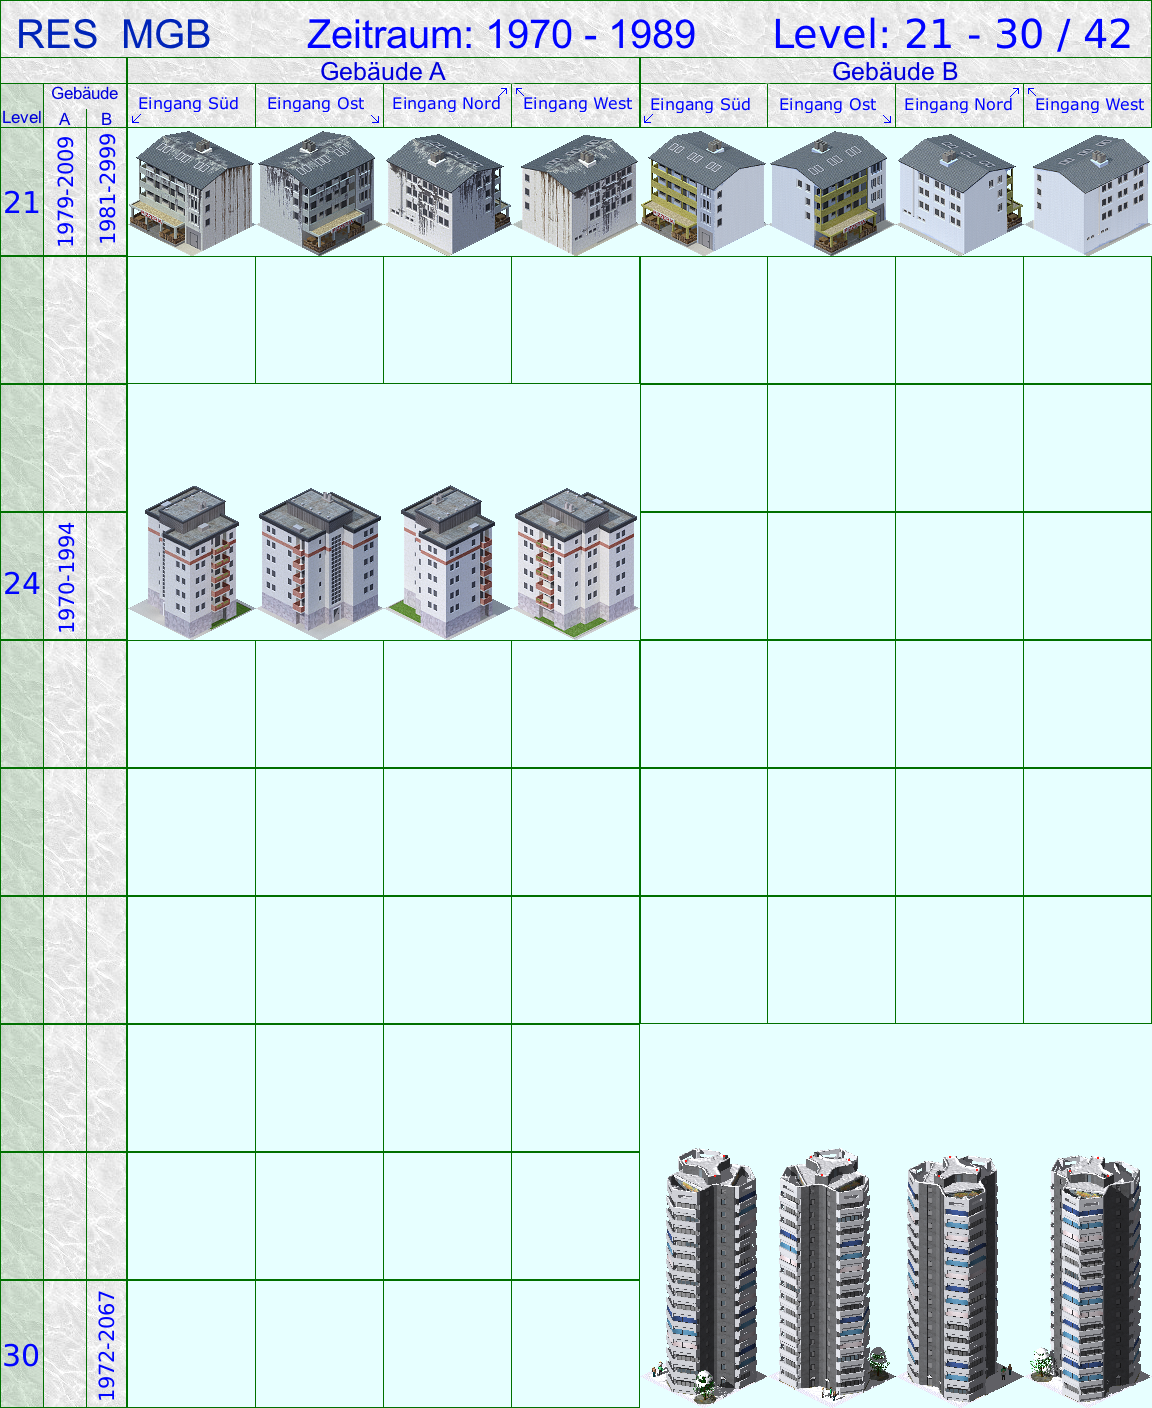 RES MGB Zeitraum: 1970 - 1989 Level: 21 - 30 / 42
Gebäude A Gebäude B
Level Gebäude A B Eingang Süd Eingang Ost Eingang Nord Eingang West Eingang Süd Eingang Ost Eingang Nord Eingang West
21 1979-2009 1981-2999
24 1970-1994
30 1972-2067